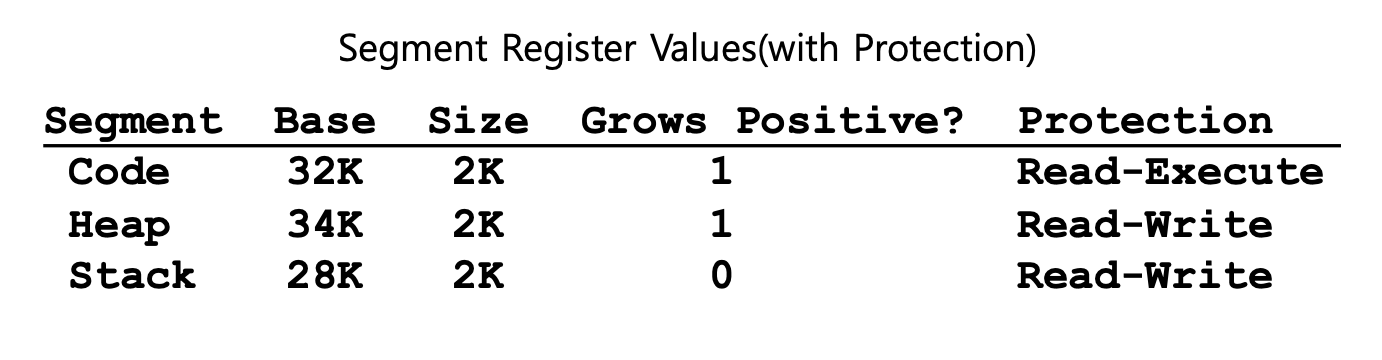 Segment Register Values(with Protection)
Segment Base Size Grows Positive? Protection
Code 32K 2K 1 Read-Execute
Heap 34K 2K 1 Read-Write
Stack 28K 2K 0 Read-Write